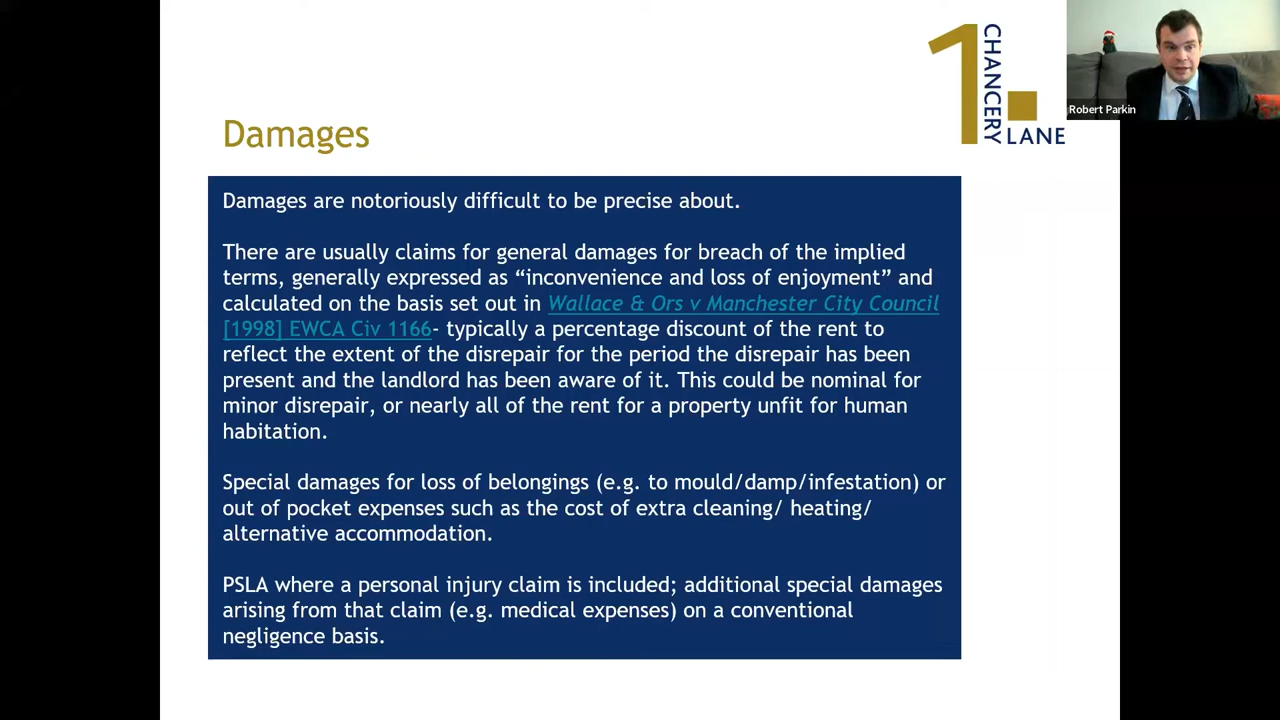 1 CHANCERY LANE
Robert Parkin
Damages
Damages are notoriously difficult to be precise about.
There are usually claims for general damages for breach of the implied
terms, generally expressed as “inconvenience and loss of enjoyment” and
calculated on the basis set out in Wallace & Ors v Manchester City Council
[1998] EWCA Civ 1166- typically a percentage discount of the rent to
reflect the extent of the disrepair for the period the disrepair has been
present and the landlord has been aware of it. This could be nominal for
minor disrepair, or nearly all of the rent for a property unfit for human
habitation.
Special damages for loss of belongings (e.g. to mould/damp/infestation) or
out of pocket expenses such as the cost of extra cleaning/ heating/
alternative accommodation.
PSLA where a personal injury claim is included; additional special damages
arising from that claim (e.g. medical expenses) on a conventional
negligence basis.